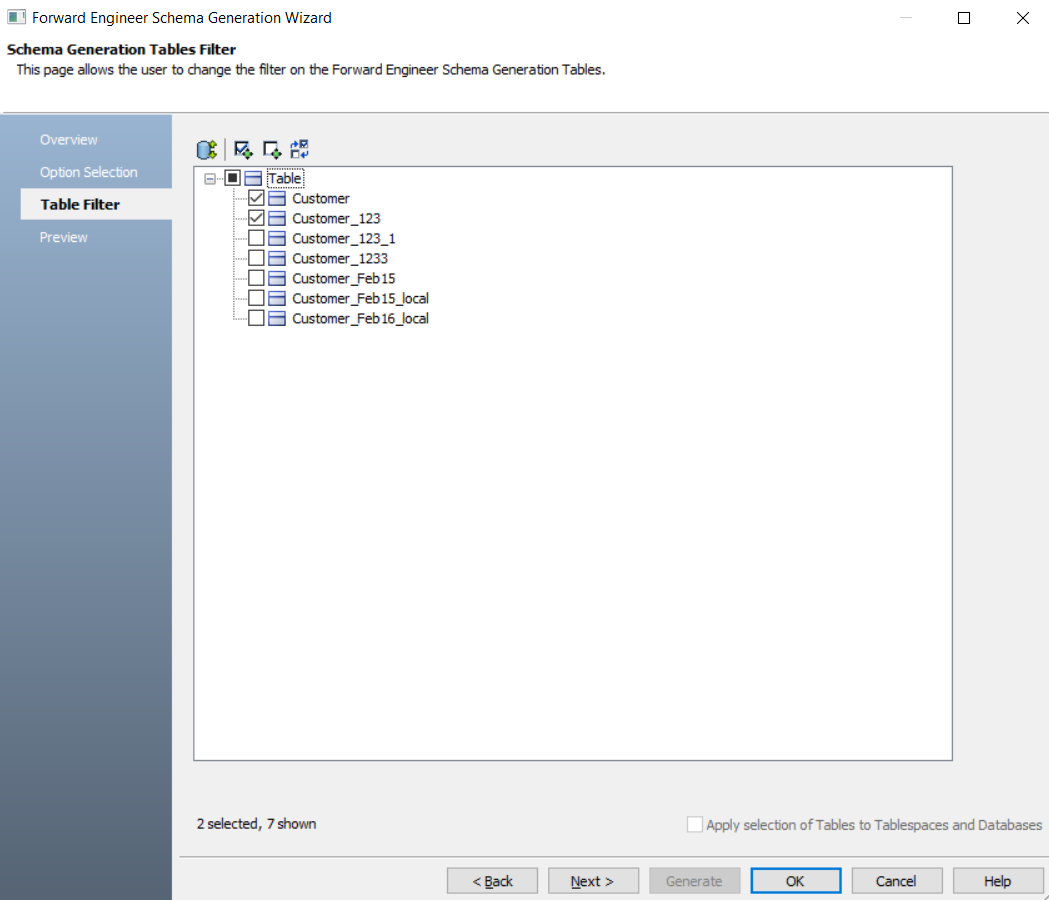 Forward Engineer Schema Generation Wizard
Schema Generation Tables Filter
This page allows the user to change the filter on the Forward Engineer Schema Generation Tables.
Overview
Option Selection
Table Filter
Preview
Table
Customer
Customer_123
Customer_123_1
Customer_1233
Customer_Feb15
Customer_Feb15_local
Customer_Feb16_local
2 selected, 7 shown
Apply selection of Tables to Tablespaces and Databases
< Back
Next >
Generate
OK
Cancel
Help